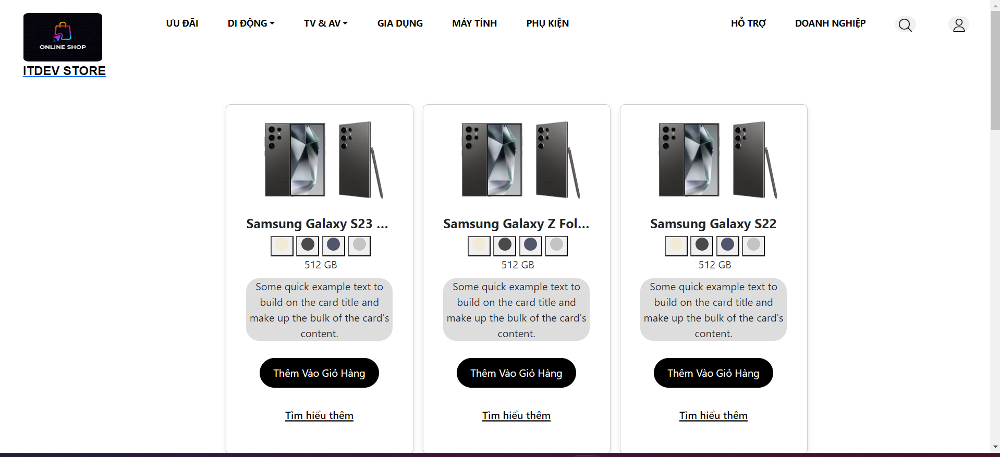 ONLINE SHOP
ITDEV STORE
ƯU ĐÃI
DI ĐỘNG
TV & AV
GIA DỤNG
MÁY TÍNH
PHỤ KIỆN
HỖ TRỢ
DOANH NGHIỆP
Samsung Galaxy S23 ...
512 GB
Some quick example text to
build on the card title and
make up the bulk of the card's
content.
Thêm Vào Giỏ Hàng
Tìm hiểu thêm
Samsung Galaxy Z Fol...
512 GB
Some quick example text to
build on the card title and
make up the bulk of the card's
content.
Thêm Vào Giỏ Hàng
Tìm hiểu thêm
Samsung Galaxy S22
512 GB
Some quick example text to
build on the card title and
make up the bulk of the card's
content.
Thêm Vào Giỏ Hàng
Tìm hiểu thêm